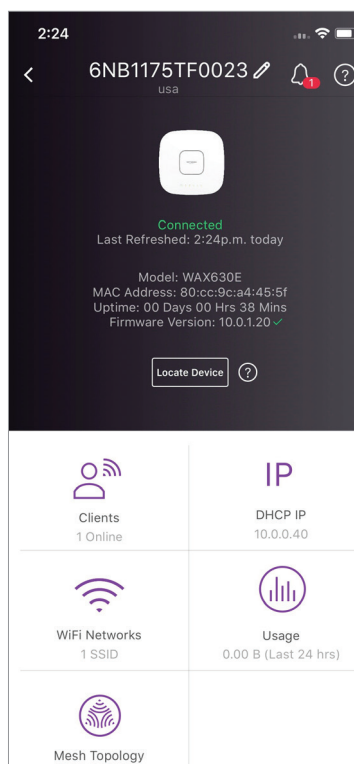 2:24
6NB1175TF0023
1
?
usa
Connected
Last Refreshed: 2:24p.m. today
Model: WAX630E
MAC Address: 80:cc:9c:a4:45:5f
Uptime: 00 Days 00 Hrs 38 Mins
Firmware Version: 10.0.1.20
Locate Device
?
Clients
1 Online
IP
DHCP IP
10.0.0.40
WiFi Networks
1 SSID
Usage
0.00 B (Last 24 hrs)
Mesh Topology